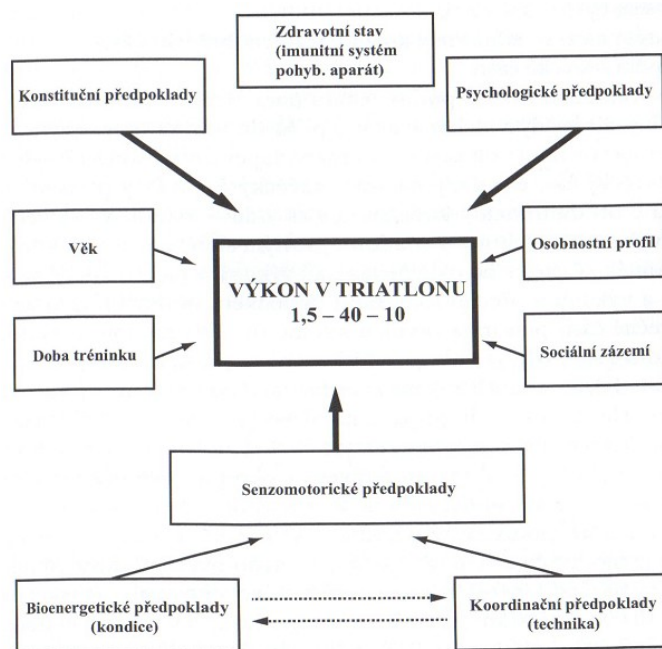 Zdravotní stav
(imunitní systém
pohyb. aparát)
Konstituční předpoklady
Psychologické předpoklady
Věk
Osobnostní profil
VÝKON V TRIATLONU
1,5 – 40 – 10
Doba tréninku
Sociální zázemí
Senzomotorické předpoklady
Bioenergetické předpoklady
(kondice)
Koordinační předpoklady
(technika)